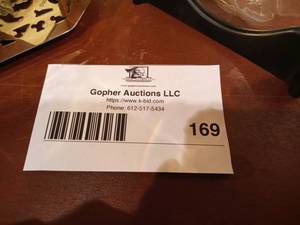 Gopher Auctions LLC
https://www.k-bid.com
Phone: 612-517-5434
169